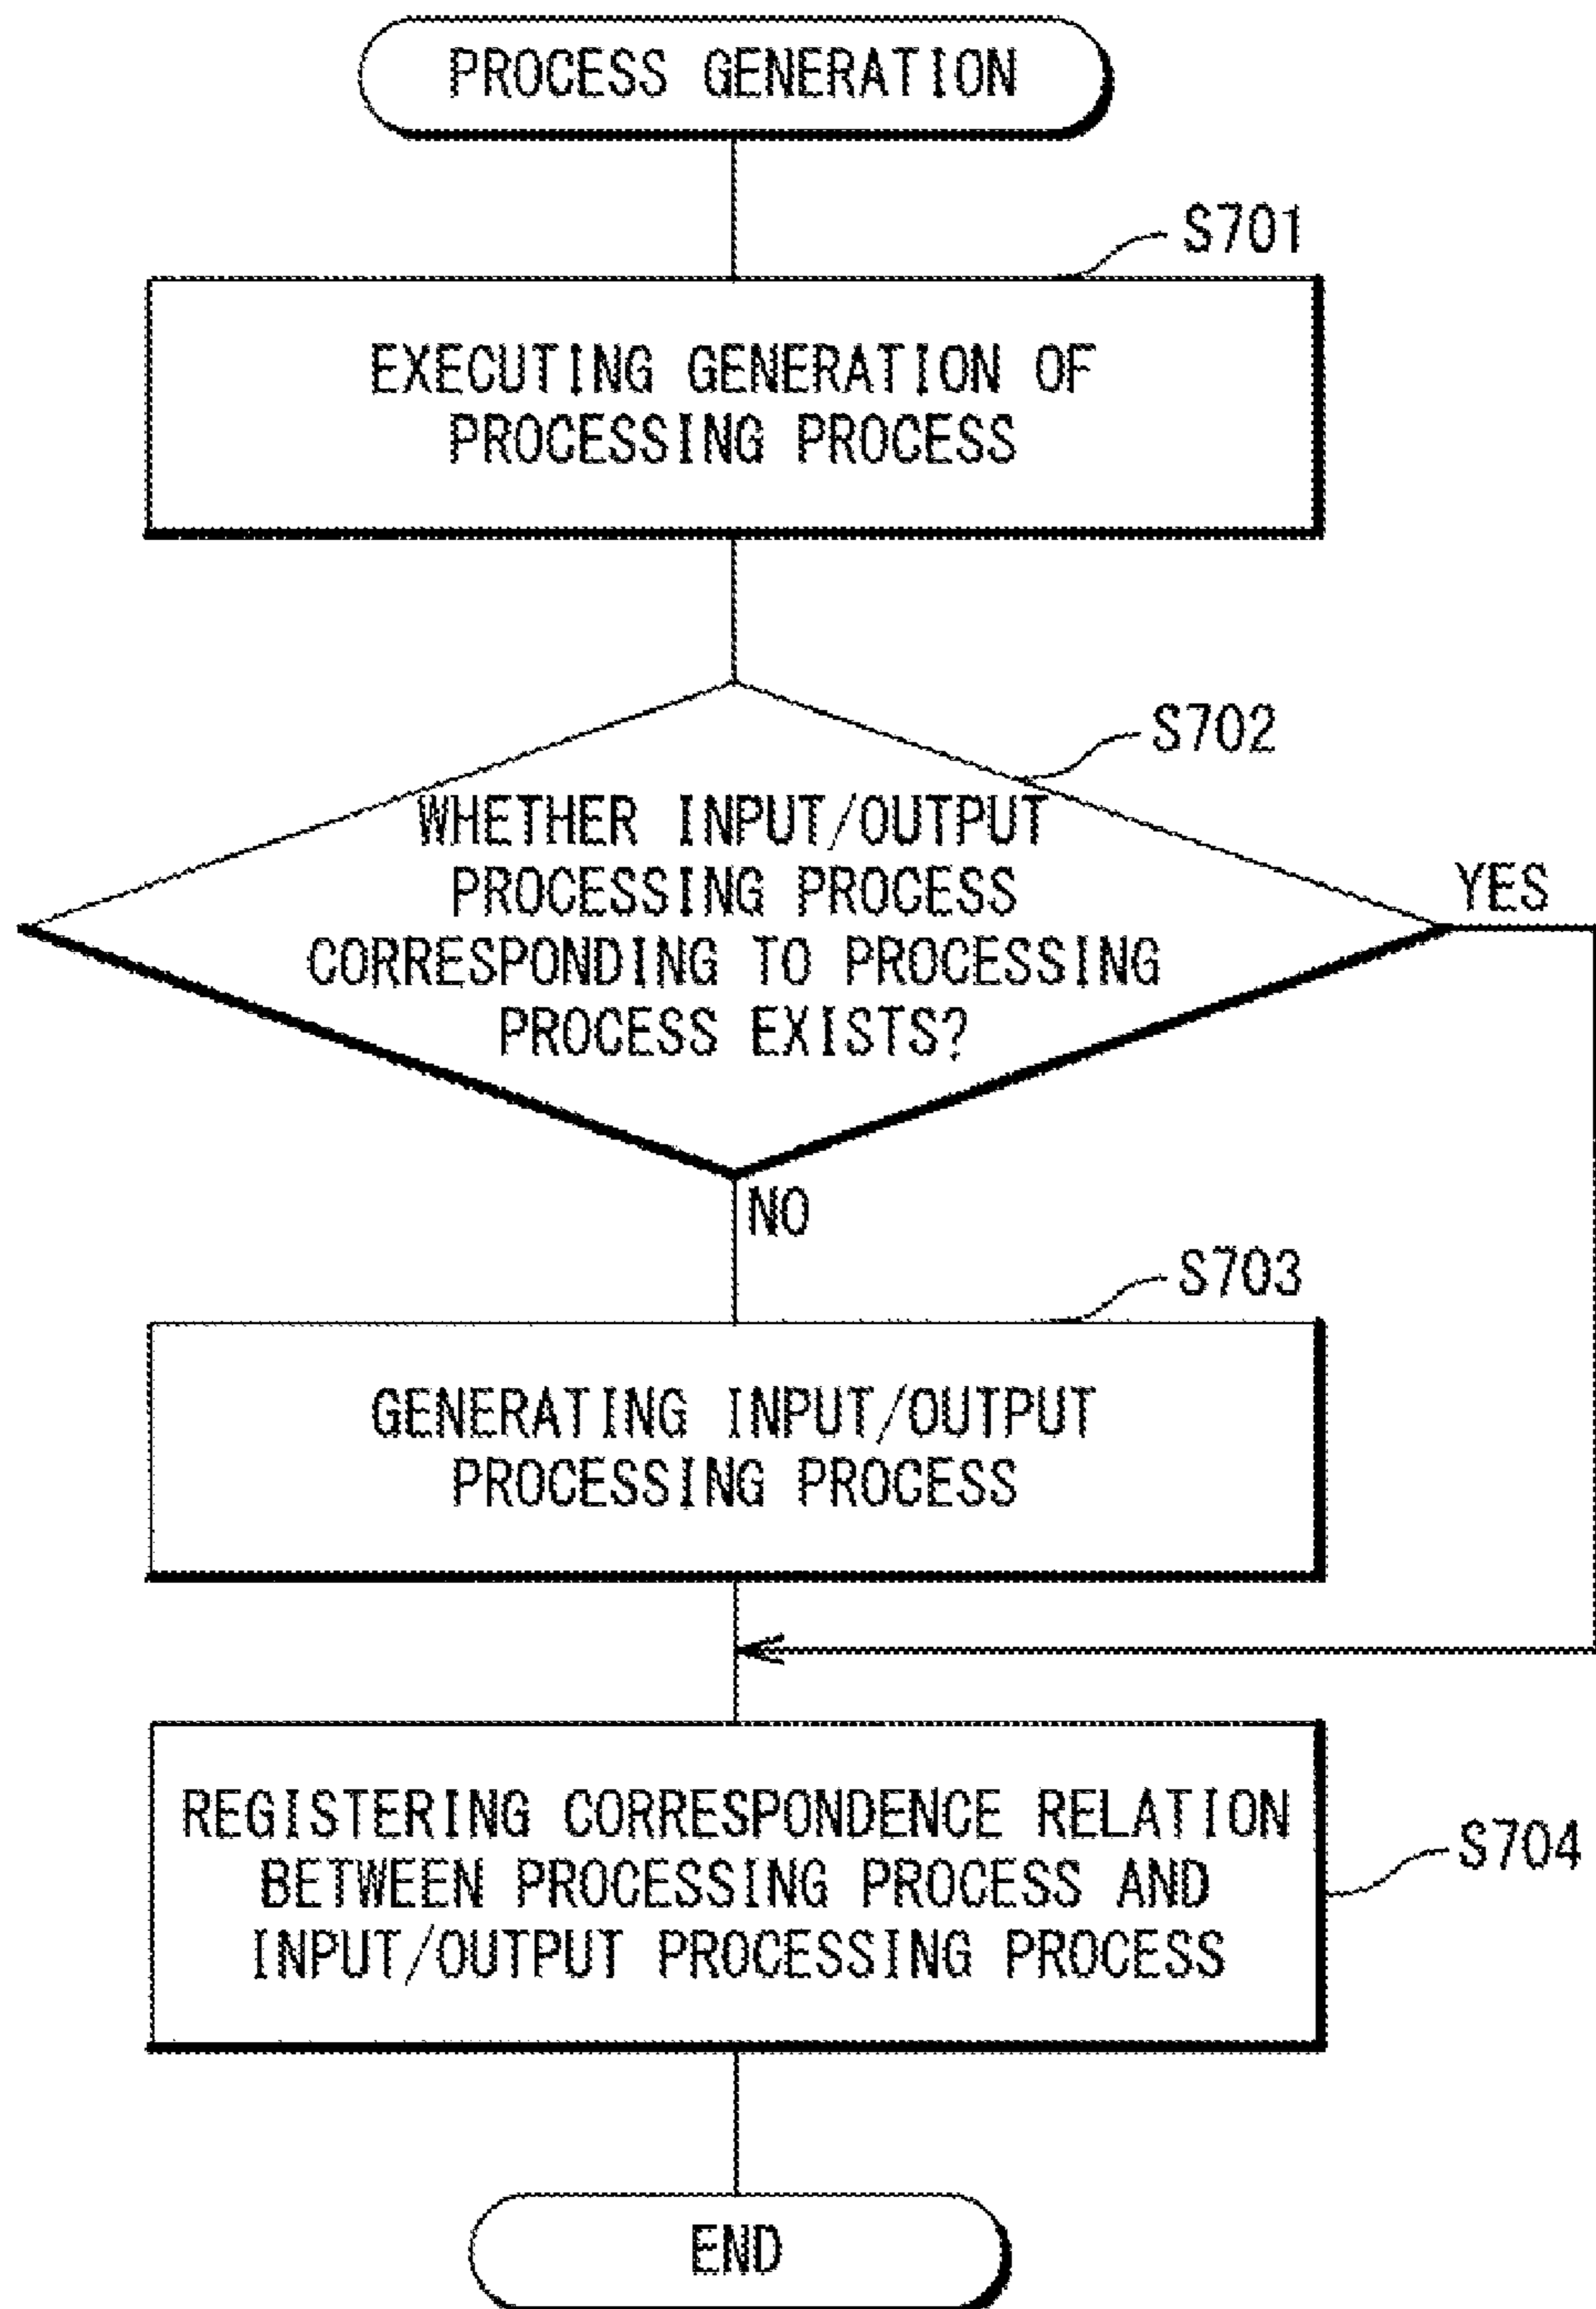 PROCESS GENERATION
S701
EXECUTING GENERATION OF
PROCESSING PROCESS
S702
WHETHER INPUT/OUTPUT
PROCESSING PROCESS
CORRESPONDING TO PROCESSING
PROCESS EXISTS?
YES
NO
S703
GENERATING INPUT/OUTPUT
PROCESSING PROCESS
REGISTERING CORRESPONDENCE RELATION
BETWEEN PROCESSING PROCESS AND
INPUT/OUTPUT PROCESSING PROCESS
S704
END